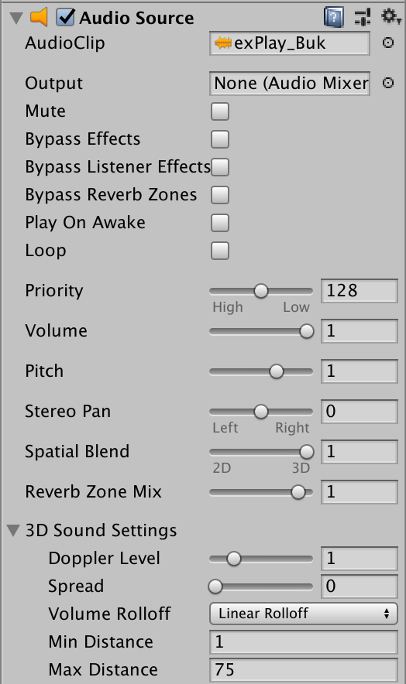 Audio Source
AudioClip exPlay_Buk
Output None (Audio Mixer
Mute
Bypass Effects
Bypass Listener Effects
Bypass Reverb Zones
Play On Awake
Loop
Priority 128
High Low
Volume 1
Pitch 1
Stereo Pan 0
Left Right
Spatial Blend 1
2D 3D
Reverb Zone Mix 1
3D Sound Settings
Doppler Level 1
Spread 0
Volume Rolloff Linear Rolloff
Min Distance 1
Max Distance 75